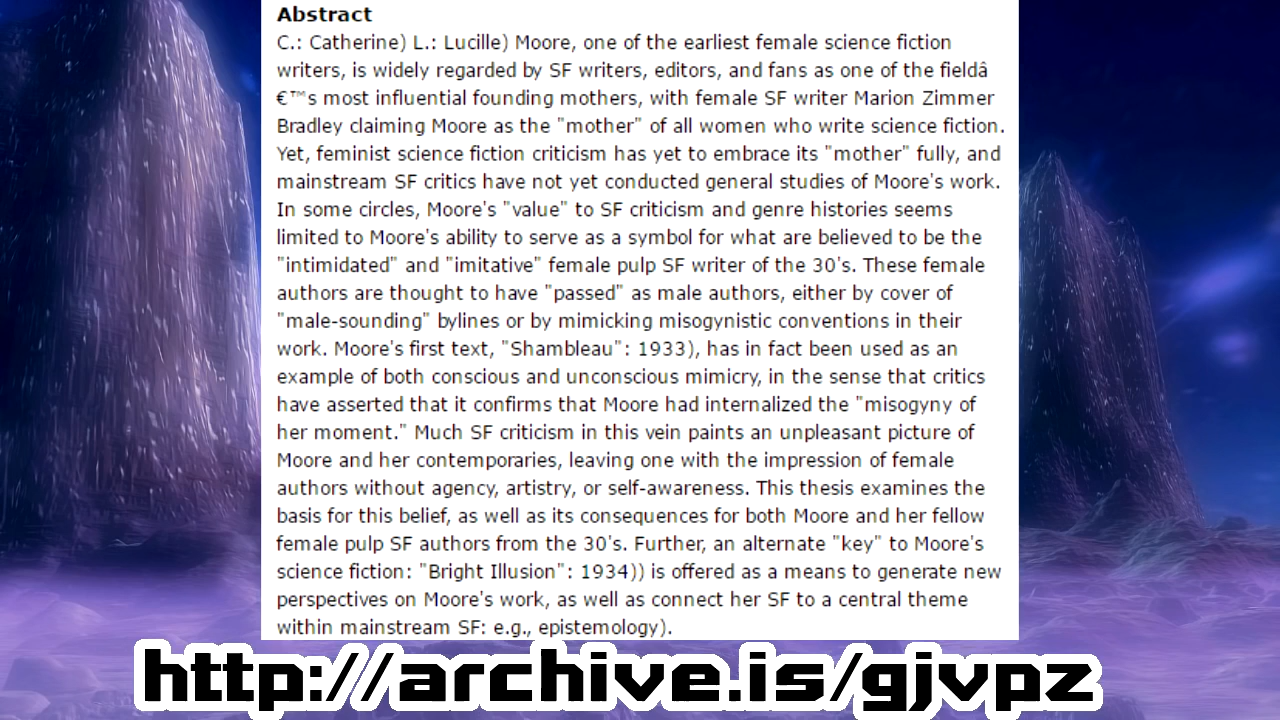 Abstract
C.: Catherine) L.: Lucille) Moore, one of the earliest female science fiction
writers, is widely regarded by SF writers, editors, and fans as one of the fieldâ
€™s most influential founding mothers, with female SF writer Marion Zimmer
Bradley claiming Moore as the "mother" of all women who write science fiction.
Yet, feminist science fiction criticism has yet to embrace its "mother" fully, and
mainstream SF critics have not yet conducted general studies of Moore's work.
In some circles, Moore's "value" to SF criticism and genre histories seems
limited to Moore's ability to serve as a symbol for what are believed to be the
"intimidated" and "imitative" female pulp SF writer of the 30's. These female
authors are thought to have "passed" as male authors, either by cover of
"male-sounding" bylines or by mimicking misogynistic conventions in their
work. Moore's first text, "Shambleau": 1933), has in fact been used as an
example of both conscious and unconscious mimicry, in the sense that critics
have asserted that it confirms that Moore had internalized the "misogyny of
her moment." Much SF criticism in this vein paints an unpleasant picture of
Moore and her contemporaries, leaving one with the impression of female
authors without agency, artistry, or self-awareness. This thesis examines the
basis for this belief, as well as its consequences for both Moore and her fellow
female pulp SF authors from the 30's. Further, an alternate "key" to Moore's
science fiction: "Bright Illusion": 1934)) is offered as a means to generate new
perspectives on Moore's work, as well as connect her SF to a central theme
within mainstream SF: e.g., epistemology).
http://archive.is/gjvpz